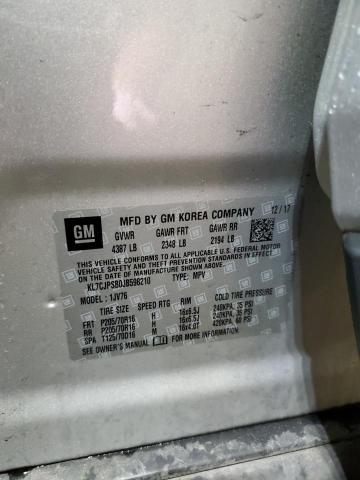 GM
MFD BY GM KOREA COMPANY 12/17
GVWR GAWR FRT GAWR RR
4387 LB 2348 LB 2194 LB
THIS VEHICLE CONFORMS TO ALL APPLICABLE U.S. FEDERAL MOTOR
VEHICLE SAFETY, BUMPER, AND THEFT PREVENTION STANDARDS IN
EFFECT ON THE DATE OF MANUFACTURE SHOWN ABOVE.
KL7CJPSB0JB598210 TYPE: MPV
MODEL: 1JV76
TIRE SIZE SPEED RTG RIM
FRT P205/70R16 H 16x6.5J 240KPA, 35 PSI
RR P205/70R16 H 16x6.5J 240KPA, 35 PSI
SPA T125/70D16 M 16x4.0T 420KPA, 60 PSI
SEE OWNER'S MANUAL FOR MORE INFORMATION.